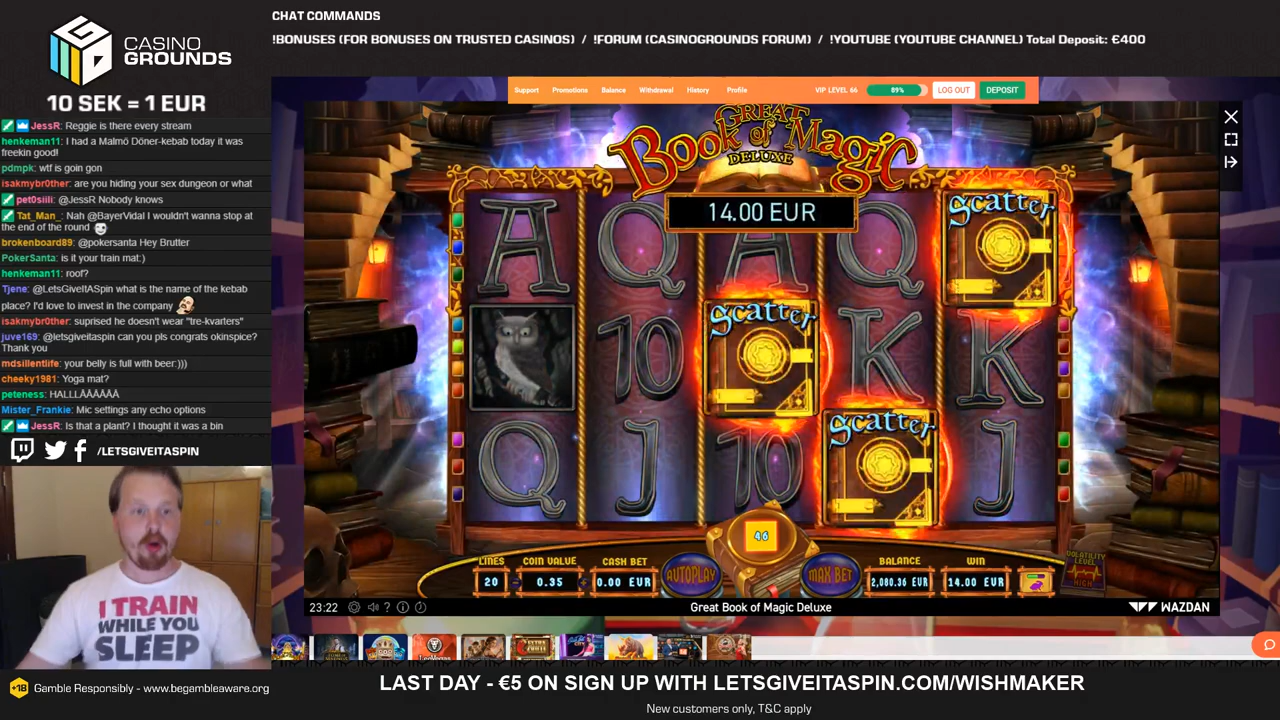 CHAT COMMANDS
!BONUSES (FOR BONUSES ON TRUSTED CASINOS) / !FORUM (CASINOGROUNDS FORUM) / !YOUTUBE (YOUTUBE CHANNEL) Total Deposit: €400
CASINO
GROUNDS
10 SEK = 1 EUR
JessR: Reggie is there every stream
henkeman11: I had a Malmö Döner-kebab today it was
freekin good!
pdmpk: wtf is goin gon
isakmybr0ther: are you hiding your sex dungeon or what
pet0siili: @JessR Nobody knows
Tat_Man_: Nah @BayerVidal I wouldn't wanna stop at
the end of the round
brokenboard89: @pokersanta Hey Brutter
PokerSanta: is it your train mat:)
henkeman11: roof?
Tjene: @LetsGiveItASpin what is the name of the kebab
place? I'd love to invest in the company
isakmybr0ther: suprised he doesn't wear "tre-kvarters"
juve169: @letsgiveitaspin can you pls congrats okinspice?
Thank you
mdsillentlife: your belly is full with beer:)))
cheeky1981: Yoga mat?
peteness: HALLLÅÅÅÅÅÅ
Mister_Frankie: Mic settings any echo options
JessR: Is that a plant? I thought it was a bin
/LETSGIVEITASPIN
I TRAIN
WHILE YOU
SLEEP
+18 Gamble Responsibly - www.begambleaware.org
Support Promotions Balance Withdrawal History Profile VIP LEVEL 66 89% LOG OUT DEPOSIT
GREAT
Book of Magic
DELUXE
14.00 EUR
A Q A Q Scatter
10 Scatter K K
Q J 10 Scatter J
46
LINES COIN VALUE CASH BET AUTOPLAY MAX BET BALANCE WIN VOLATILITY LEVEL
20 0.35 0.00 EUR 2,080.36 EUR 14.00 EUR HIGH
23:22 ? Great Book of Magic Deluxe WAZDAN
LeoVegas
LAST DAY - €5 ON SIGN UP WITH LETSGIVEITASPIN.COM/WISHMAKER
New customers only, T&C apply